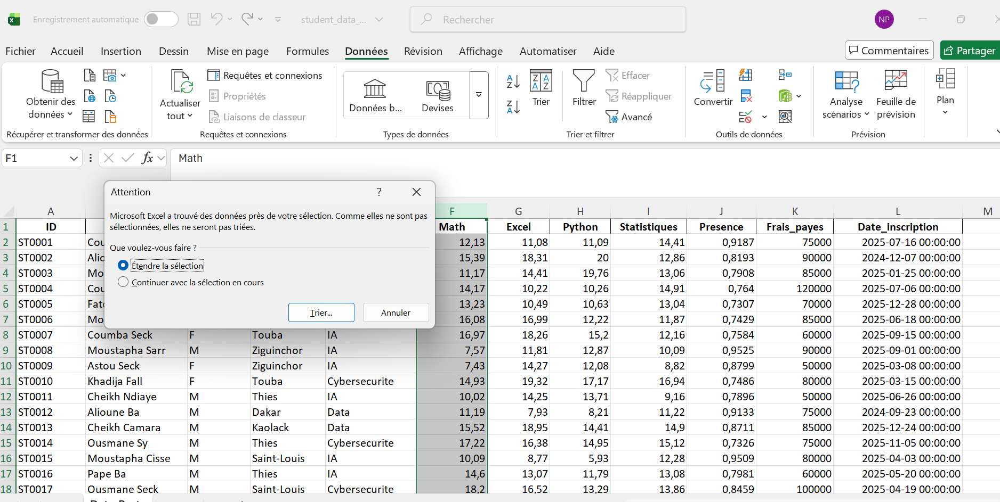 Enregistrement automatique student_data_... Rechercher NP
Fichier Accueil Insertion Dessin Mise en page Formules Données Révision Affichage Automatiser Aide Commentaires Partager
Obtenir des données
Actualiser tout
Requêtes et connexions
Propriétés
Liaisons de classeur
Données b... Devises
Trier
Filtrer
Effacer
Réappliquer
Avancé
Convertir
Analyse scénarios
Feuille de prévision
Plan
Récupérer et transformer des données Requêtes et connexions Types de données Trier et filtrer Outils de données Prévision
F1 fx Math
Attention ?
Microsoft Excel a trouvé des données près de votre sélection. Comme elles ne sont pas
sélectionnées, elles ne seront pas triées.
Que voulez-vous faire ?
Étendre la sélection
Continuer avec la sélection en cours
Trier... Annuler
A F G H I J K L M
1 ID Math Excel Python Statistiques Presence Frais_payes Date_inscription
2 ST0001 12,13 11,08 11,09 14,41 0,9187 75000 2025-07-16 00:00:00
3 ST0002 15,39 18,31 20 12,86 0,8193 90000 2024-12-07 00:00:00
4 ST0003 11,17 14,41 19,76 13,06 0,7908 85000 2025-01-25 00:00:00
5 ST0004 14,17 10,22 10,26 14,91 0,764 120000 2025-07-06 00:00:00
6 ST0005 13,23 10,49 10,63 13,04 0,7307 70000 2025-12-28 00:00:00
7 ST0006 16,08 16,99 12,22 11,87 0,7429 85000 2025-06-18 00:00:00
8 ST0007 Coumba Seck F Touba IA 16,97 18,26 15,2 12,16 0,7584 60000 2025-09-15 00:00:00
9 ST0008 Moustapha Sarr M Ziguinchor IA 7,57 11,81 12,87 10,09 0,9525 90000 2025-09-01 00:00:00
10 ST0009 Astou Seck F Ziguinchor IA 7,43 14,27 12,08 8,82 0,8799 50000 2025-03-08 00:00:00
11 ST0010 Khadija Fall F Touba Cybersecurite 14,93 19,32 17,17 16,94 0,7486 80000 2025-03-15 00:00:00
12 ST0011 Cheikh Ndiaye M Thies IA 10,02 14,25 13,71 9,16 0,7896 50000 2025-06-26 00:00:00
13 ST0012 Alioune Ba M Dakar Data 11,19 7,93 8,21 11,22 0,9133 75000 2024-09-23 00:00:00
14 ST0013 Cheikh Camara M Kaolack Data 15,52 18,95 14,41 14,9 0,8711 85000 2025-12-24 00:00:00
15 ST0014 Ousmane Sy M Thies Cybersecurite 17,22 16,38 14,95 15,12 0,7326 75000 2025-11-05 00:00:00
16 ST0015 Moustapha Cisse M Saint-Louis IA 10,09 8,77 5,93 12,28 0,9509 80000 2025-04-03 00:00:00
17 ST0016 Pape Ba M Thies IA 14,6 13,07 11,79 13,08 0,7981 60000 2025-05-20 00:00:00
18 ST0017 Ousmane Seck M Saint-Louis Cybersecurite 18,2 16,52 13,29 13,86 0,8459 100000 2025-04-19 00:00:00